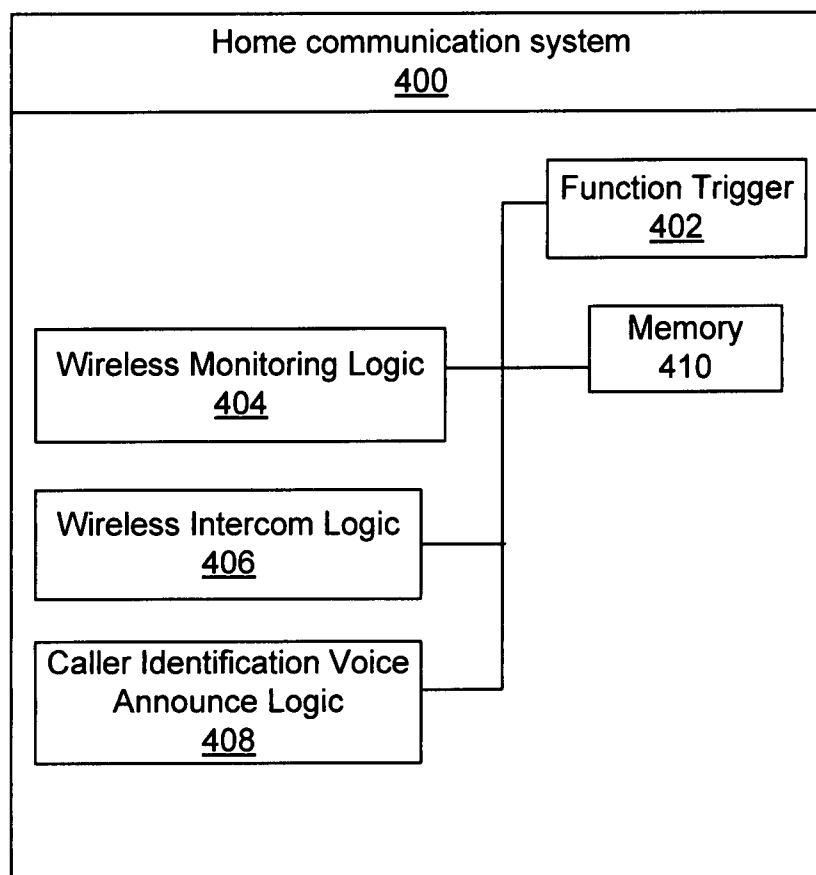 Home communication system
400
Function Trigger
402
Memory
410
Wireless Monitoring Logic
404
Wireless Intercom Logic
406
Caller Identification Voice
Announce Logic
408